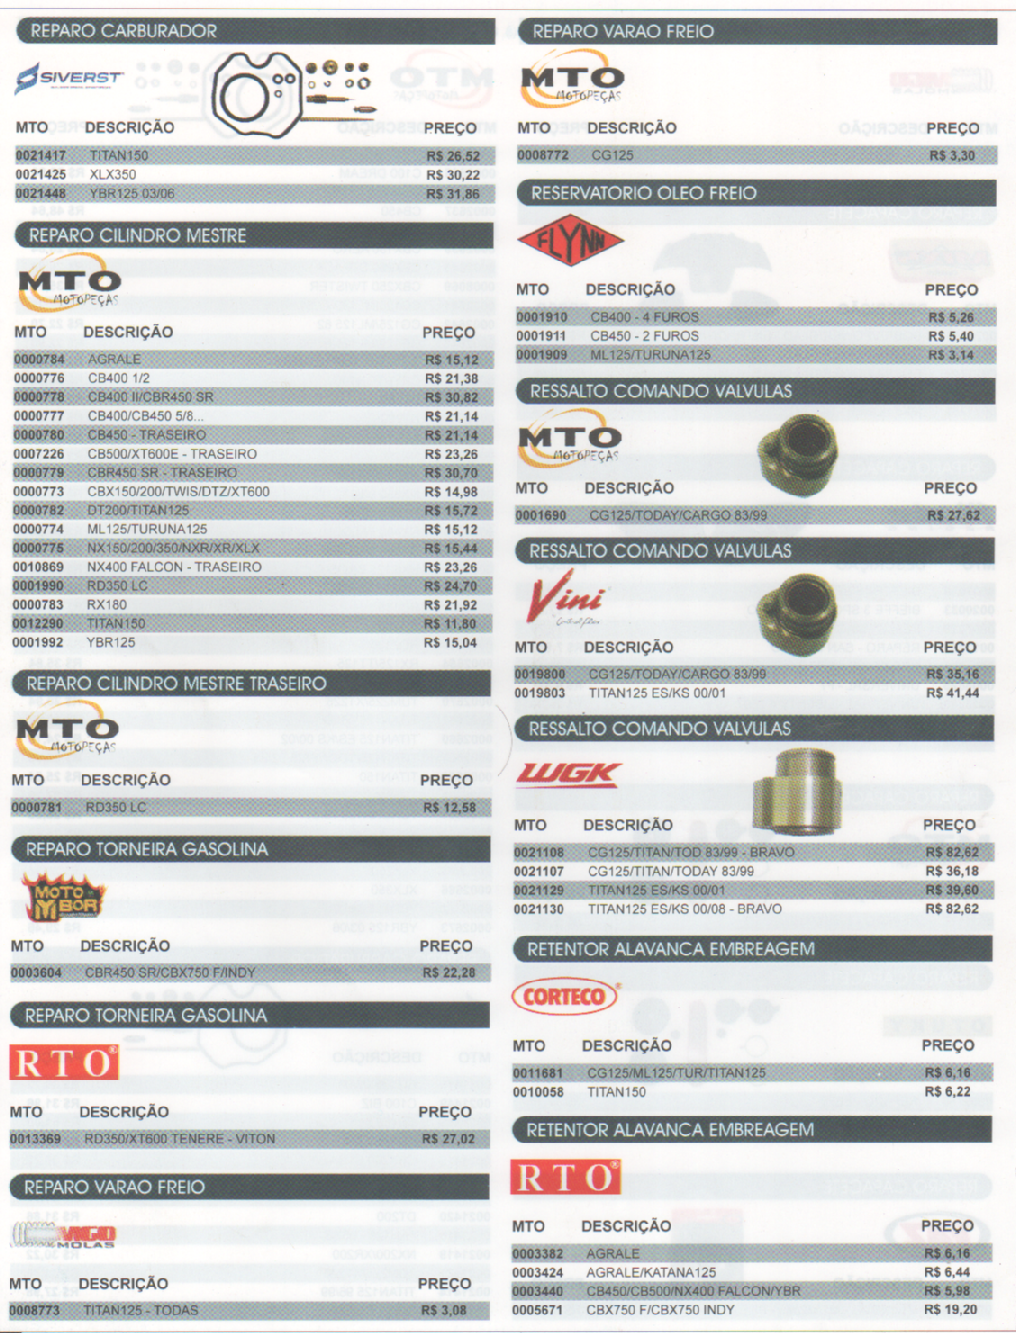 REPARO CARBURADOR
SIVERST
MTO DESCRIÇÃO PREÇO
0021417 TITAN150 R$ 26,52
0021425 XLX350 R$ 30,22
0021448 YBR125 03/06 R$ 31,86
REPARO CILINDRO MESTRE
MTO
MOTOPEÇAS
MTO DESCRIÇÃO PREÇO
0000784 AGRALE R$ 15,12
0000776 CB400 1/2 R$ 21,38
0000778 CB400 II/CBR450 SR R$ 30,82
0000777 CB400/CB450 5/8... R$ 21,14
0000780 CB450 - TRASEIRO R$ 21,14
0007226 CB500/XT600E - TRASEIRO R$ 23,26
0000779 CBR450 SR - TRASEIRO R$ 30,70
0000773 CBX150/200/TWIS/DTZ/XT600 R$ 14,98
0000782 DT200/TITAN125 R$ 15,72
0000774 ML125/TURUNA125 R$ 15,12
0000775 NX150/200/350/NXR/XR/XLX R$ 15,44
0010869 NX400 FALCON - TRASEIRO R$ 23,26
0001990 RD350 LC R$ 24,70
0000783 RX180 R$ 21,92
0012290 TITAN150 R$ 11,80
0001992 YBR125 R$ 15,04
REPARO CILINDRO MESTRE TRASEIRO
MTO
MOTOPEÇAS
MTO DESCRIÇÃO PREÇO
0000781 RD350 LC R$ 12,58
REPARO TORNEIRA GASOLINA
MOTO
BOR
MTO DESCRIÇÃO PREÇO
0003604 CBR450 SR/CBX750 F/INDY R$ 22,28
REPARO TORNEIRA GASOLINA
RTO®
MTO DESCRIÇÃO PREÇO
0013369 RD350/XT600 TENERE - VITON R$ 27,02
REPARO VARAO FREIO
MOLAS
MTO DESCRIÇÃO PREÇO
0008773 TITAN125 - TODAS R$ 3,08
REPARO VARAO FREIO
MTO
MOTOPEÇAS
MTO DESCRIÇÃO PREÇO
0008772 CG125 R$ 3,30
RESERVATORIO OLEO FREIO
FLYNN
MTO DESCRIÇÃO PREÇO
0001910 CB400 - 4 FUROS R$ 5,26
0001911 CB450 - 2 FUROS R$ 5,40
0001909 ML125/TURUNA125 R$ 3,14
RESSALTO COMANDO VALVULAS
MTO
MOTOPEÇAS
MTO DESCRIÇÃO PREÇO
0001690 CG125/TODAY/CARGO 83/99 R$ 27,62
RESSALTO COMANDO VALVULAS
Vini
MTO DESCRIÇÃO PREÇO
0019800 CG125/TODAY/CARGO 83/99 R$ 35,16
0019803 TITAN125 ES/KS 00/01 R$ 41,44
RESSALTO COMANDO VALVULAS
WGK
MTO DESCRIÇÃO PREÇO
0021108 CG125/TITAN/TOD 83/99 - BRAVO R$ 82,62
0021107 CG125/TITAN/TODAY 83/99 R$ 36,18
0021129 TITAN125 ES/KS 00/01 R$ 39,60
0021130 TITAN125 ES/KS 00/08 - BRAVO R$ 82,62
RETENTOR ALAVANCA EMBREAGEM
CORTECO®
MTO DESCRIÇÃO PREÇO
0011681 CG125/ML125/TUR/TITAN125 R$ 6,16
0010058 TITAN150 R$ 6,22
RETENTOR ALAVANCA EMBREAGEM
RTO®
MTO DESCRIÇÃO PREÇO
0003382 AGRALE R$ 6,16
0003424 AGRALE/KATANA125 R$ 6,44
0003440 CB450/CB500/NX400 FALCON/YBR R$ 5,98
0005671 CBX750 F/CBX750 INDY R$ 19,20